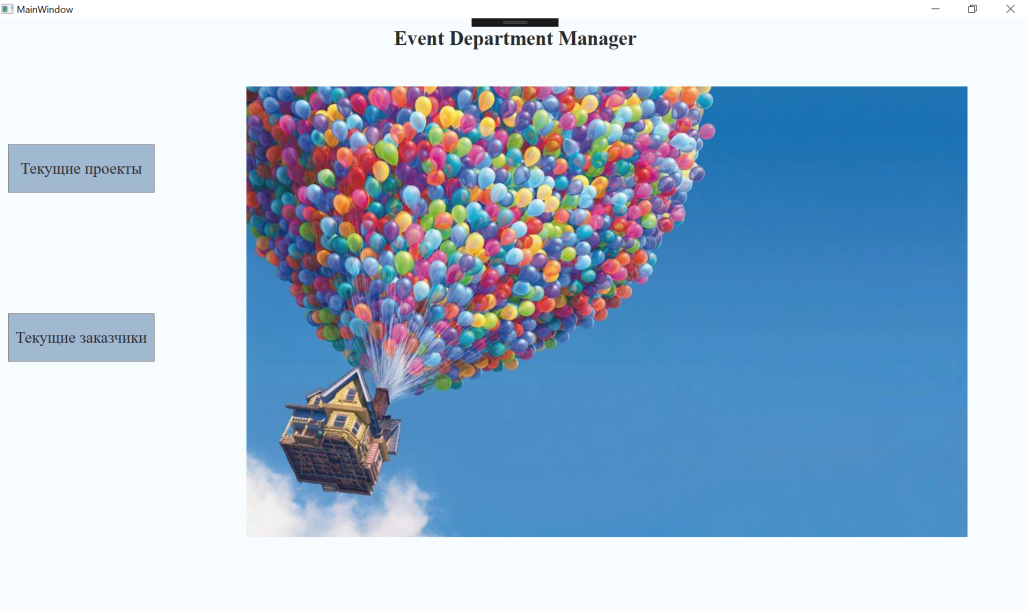 MainWindow
Event Department Manager
Текущие проекты
Текущие заказчики